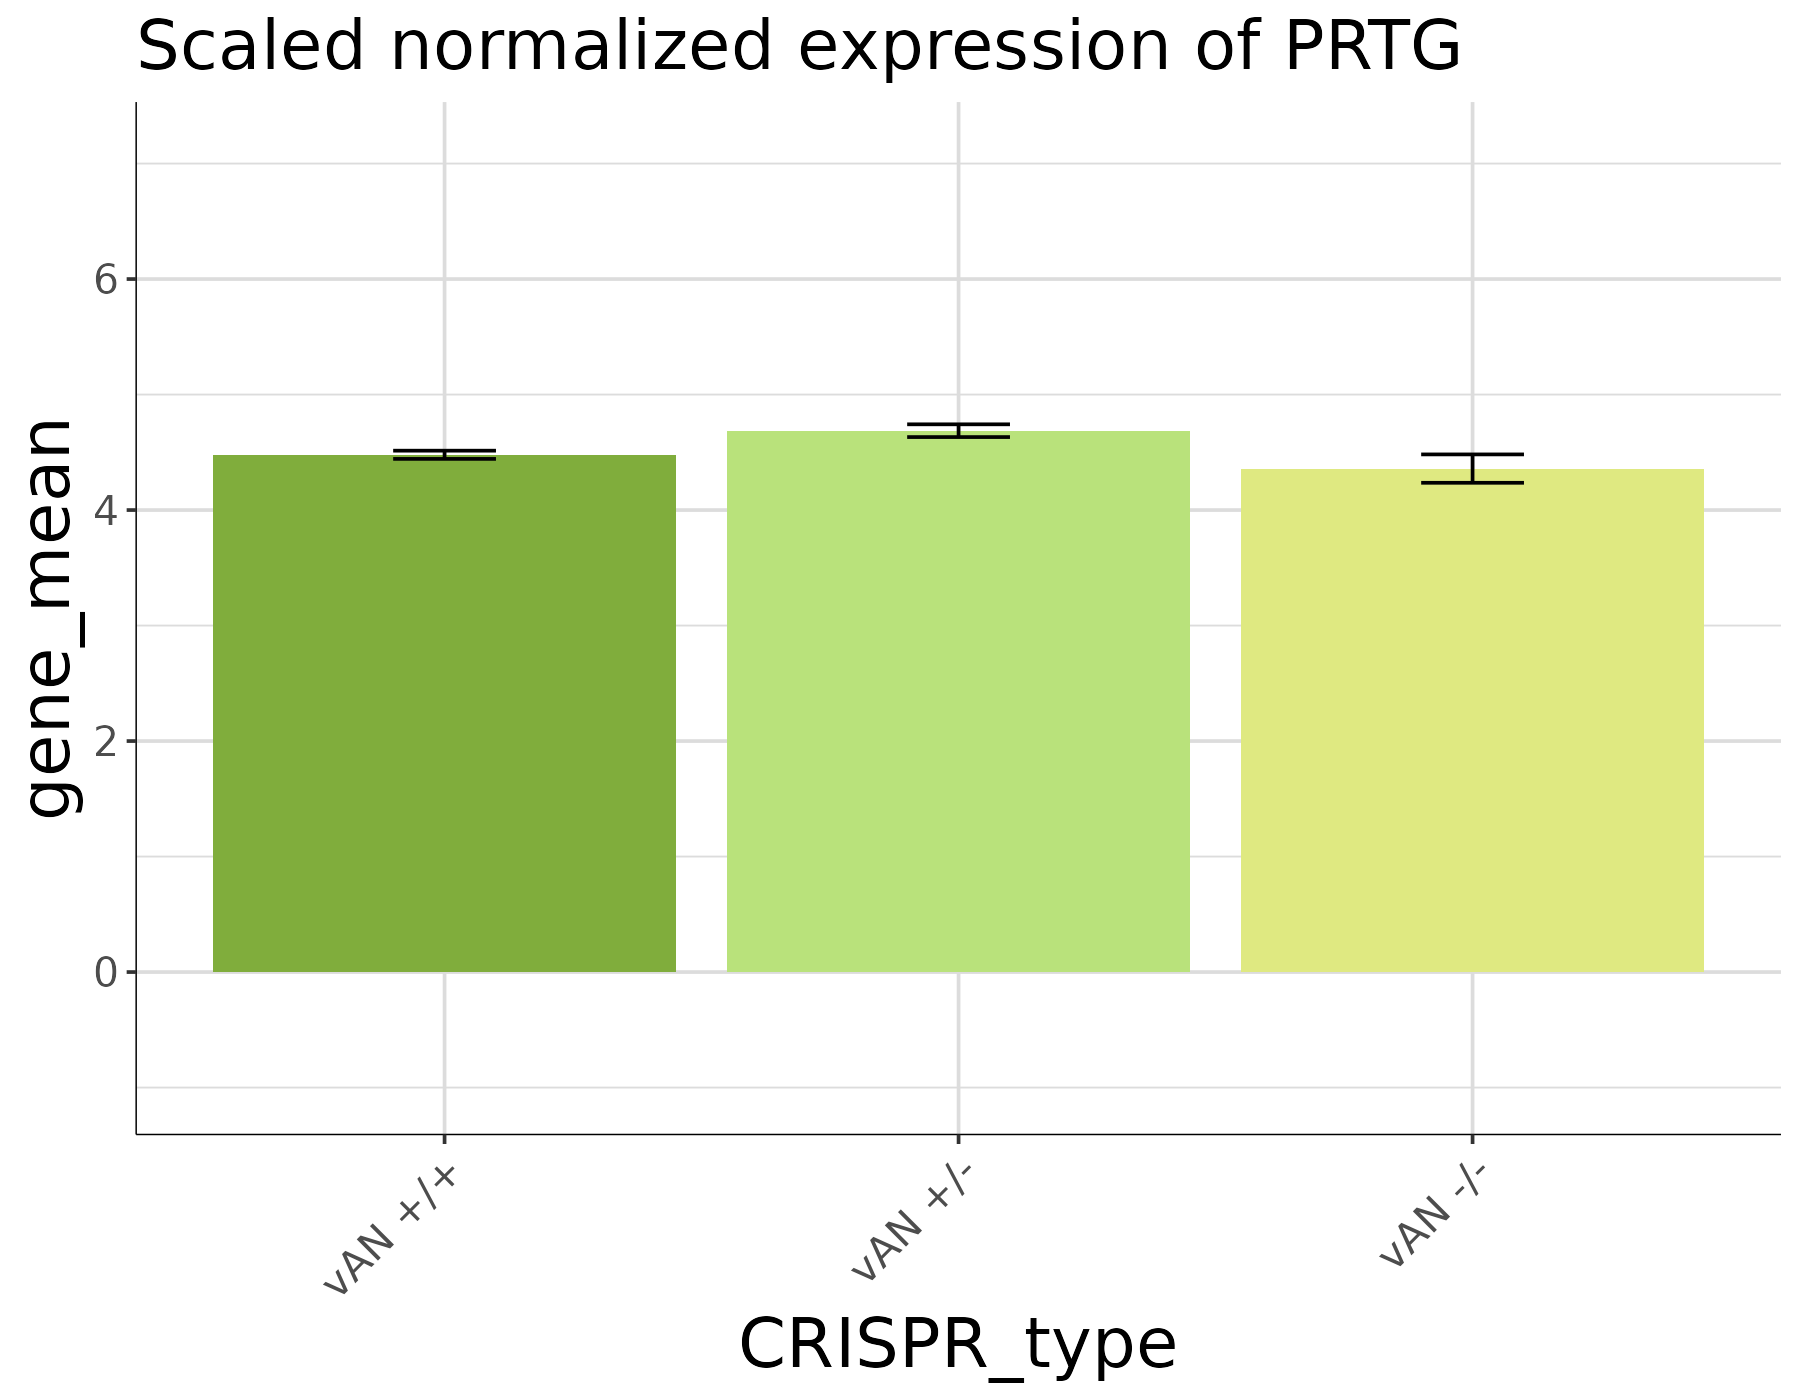 Scaled normalized expression of PRTG
gene_mean
6
4
2
0
vAN +/+
vAN +/-
vAN -/-
CRISPR_type